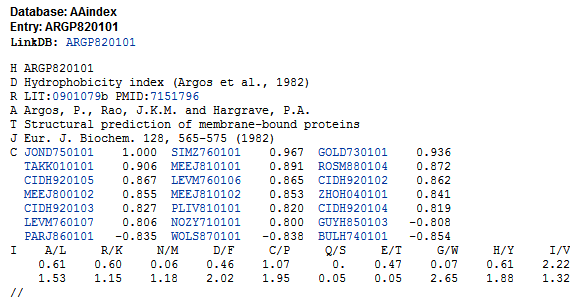 Database: AAindex
Entry: ARGP820101
LinkDB: ARGP820101
H ARGP820101
D Hydrophobicity index (Argos et al., 1982)
R LIT:0901079b PMID:7151796
A Argos, P., Rao, J.K.M. and Hargrave, P.A.
T Structural prediction of membrane-bound proteins
J Eur. J. Biochem. 128, 565-575 (1982)
C JOND750101 1.000 SIMZ760101 0.967 GOLD730101 0.936
TAKK010101 0.906 MEEJ810101 0.891 ROSM880104 0.872
CIDH920105 0.867 LEVM760106 0.865 CIDH920102 0.862
MEEJ800102 0.855 MEEJ810102 0.853 ZHOH040101 0.841
CIDH920103 0.827 PLIV810101 0.820 CIDH920104 0.819
LEVM760107 0.806 NOZY710101 0.800 GUYH850103 -0.808
PARJ860101 -0.835 WOLS870101 -0.838 BULH740101 -0.854
I A/L R/K N/M D/F C/P Q/S E/T G/W H/Y I/V
0.61 0.60 0.06 0.46 1.07 0. 0.47 0.07 0.61 2.22
1.53 1.15 1.18 2.02 1.95 0.05 0.05 2.65 1.88 1.32
//